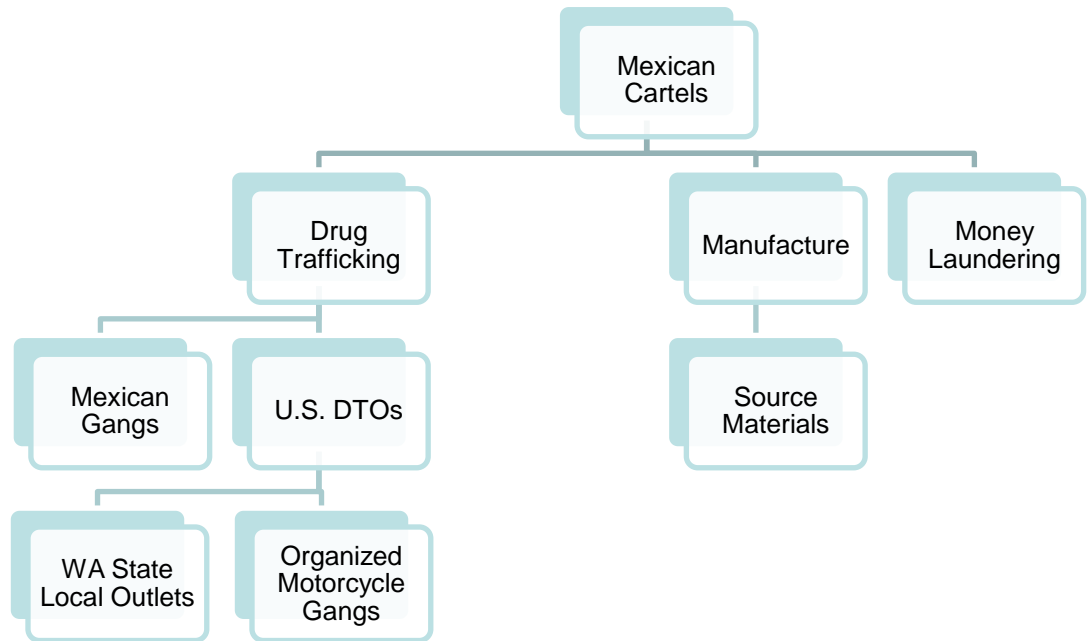 Mexican
Cartels
Drug
Trafficking
Manufacture
Money
Laundering
Mexican
Gangs
U.S. DTOs
Source
Materials
WA State
Local Outlets
Organized
Motorcycle
Gangs